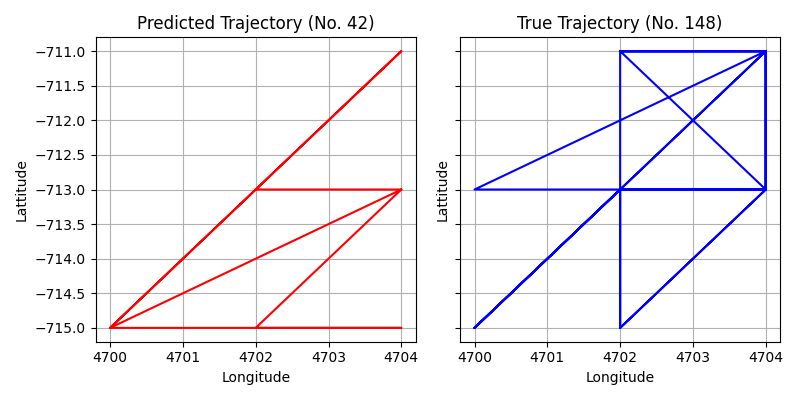 Predicted Trajectory (No. 42)
True Trajectory (No. 148)
−711.0
−711.5
−712.0
−712.5
−713.0
−713.5
−714.0
−714.5
−715.0
Lattitude
Lattitude
4700 4701 4702 4703 4704
4700 4701 4702 4703 4704
Longitude
Longitude